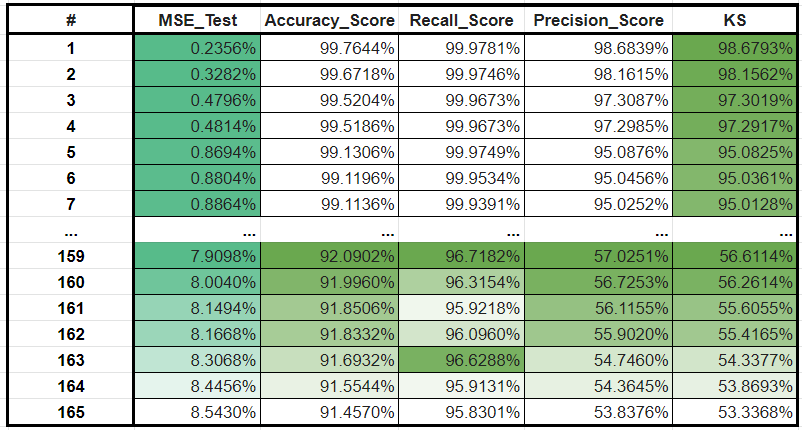 # MSE_Test Accuracy_Score Recall_Score Precision_Score KS
1 0.2356% 99.7644% 99.9781% 98.6839% 98.6793%
2 0.3282% 99.6718% 99.9746% 98.1615% 98.1562%
3 0.4796% 99.5204% 99.9673% 97.3087% 97.3019%
4 0.4814% 99.5186% 99.9673% 97.2985% 97.2917%
5 0.8694% 99.1306% 99.9749% 95.0876% 95.0825%
6 0.8804% 99.1196% 99.9534% 95.0456% 95.0361%
7 0.8864% 99.1136% 99.9391% 95.0252% 95.0128%
... ... ... ... ... ...
159 7.9098% 92.0902% 96.7182% 57.0251% 56.6114%
160 8.0040% 91.9960% 96.3154% 56.7253% 56.2614%
161 8.1494% 91.8506% 95.9218% 56.1155% 55.6055%
162 8.1668% 91.8332% 96.0960% 55.9020% 55.4165%
163 8.3068% 91.6932% 96.6288% 54.7460% 54.3377%
164 8.4456% 91.5544% 95.9131% 54.3645% 53.8693%
165 8.5430% 91.4570% 95.8301% 53.8376% 53.3368%